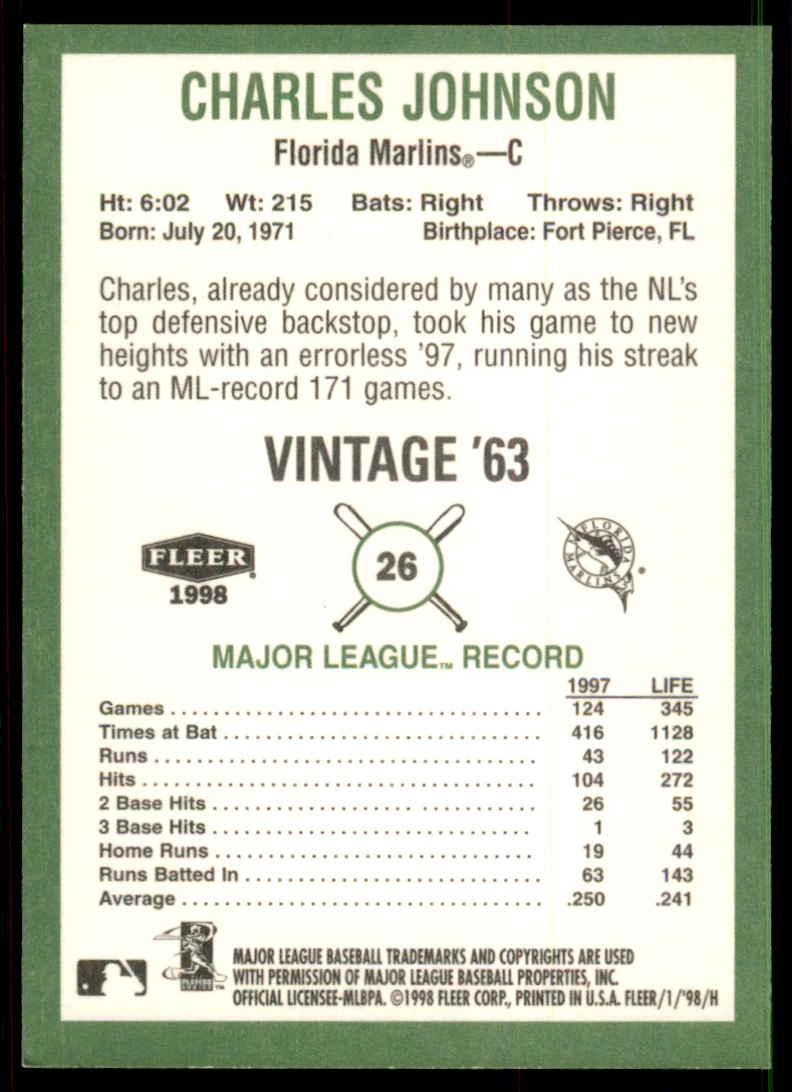 CHARLES JOHNSON
Florida Marlins®—C
Ht: 6:02 Wt: 215 Bats: Right Throws: Right
Born: July 20, 1971 Birthplace: Fort Pierce, FL
Charles, already considered by many as the NL's
top defensive backstop, took his game to new
heights with an errorless '97, running his streak
to an ML-record 171 games.
VINTAGE '63
FLEER
1998
26
FLORIDA
MARLINS
MAJOR LEAGUE™ RECORD
1997 LIFE
Games 124 345
Times at Bat 416 1128
Runs 43 122
Hits 104 272
2 Base Hits 26 55
3 Base Hits 1 3
Home Runs 19 44
Runs Batted In 63 143
Average .250 .241
PLAYERS
CHOICE™
MAJOR LEAGUE BASEBALL TRADEMARKS AND COPYRIGHTS ARE USED
WITH PERMISSION OF MAJOR LEAGUE BASEBALL PROPERTIES, INC.
OFFICIAL LICENSEE-MLBPA. ©1998 FLEER CORP., PRINTED IN U.S.A. FLEER/1/'98/H